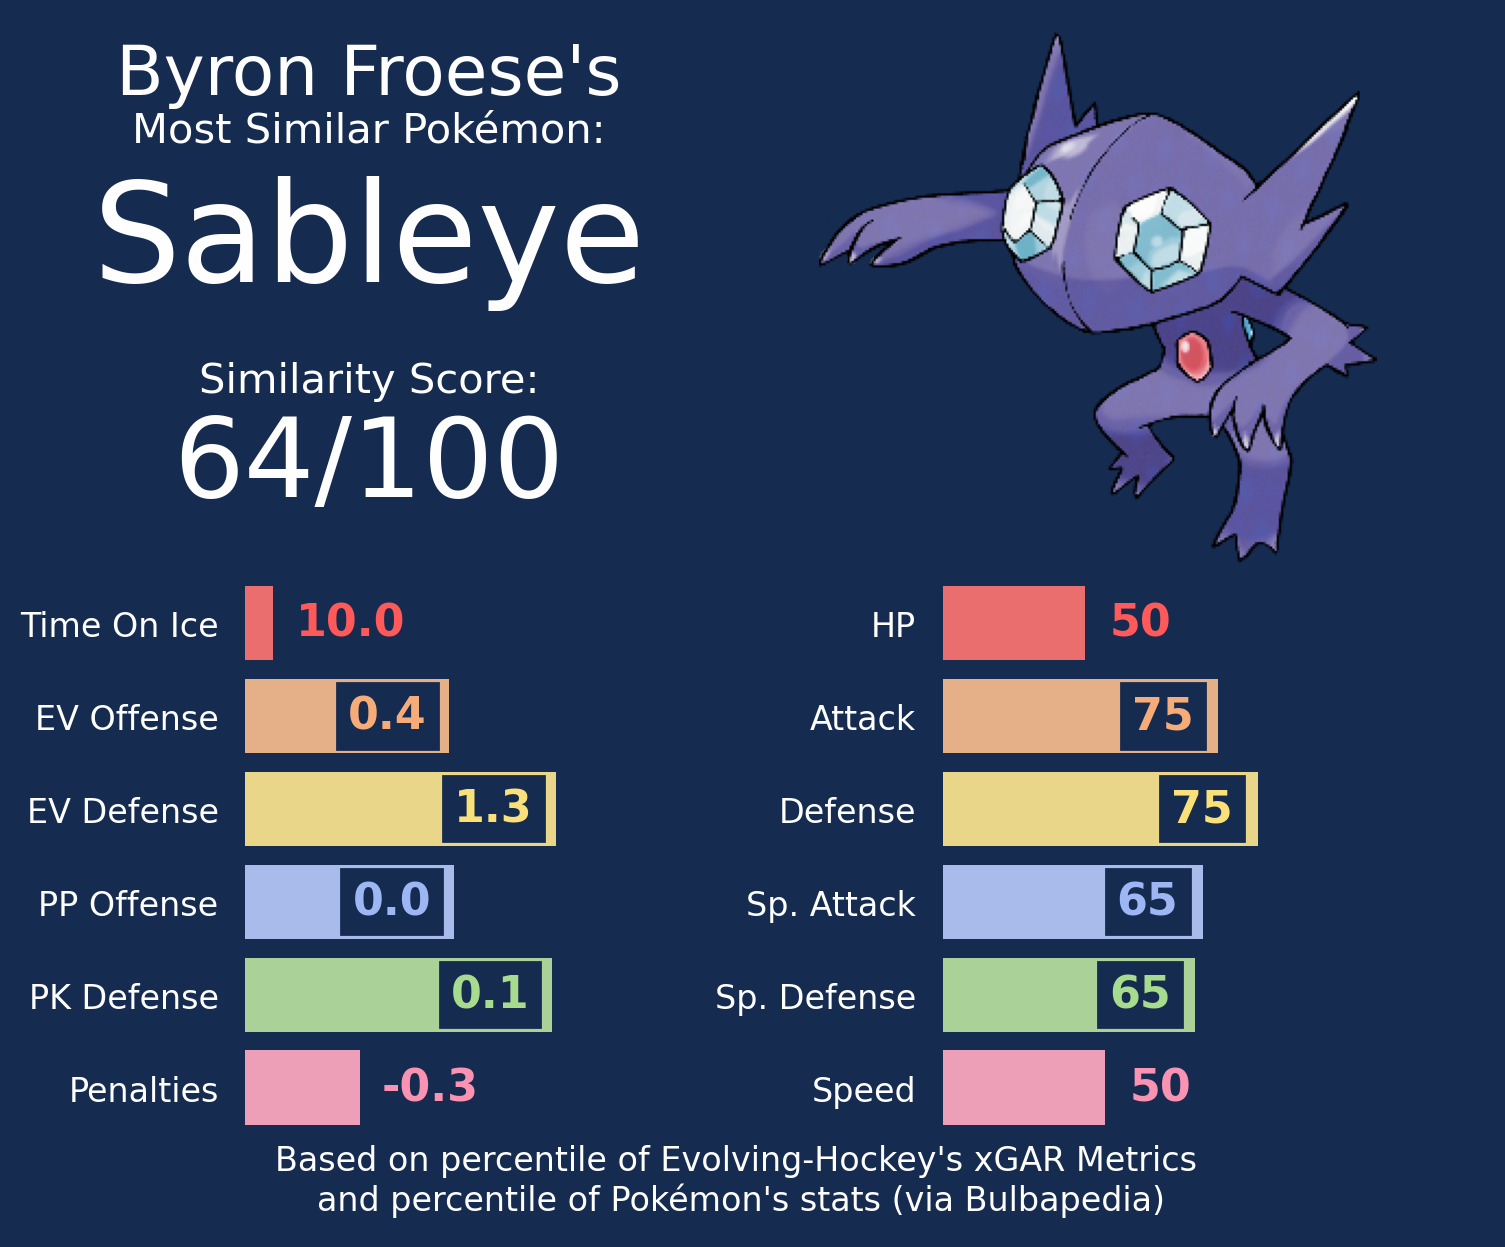 Byron Froese's
Most Similar Pokémon:
Sableye
Similarity Score:
64/100
Time On Ice 10.0
EV Offense 0.4
EV Defense 1.3
PP Offense 0.0
PK Defense 0.1
Penalties -0.3
HP 50
Attack 75
Defense 75
Sp. Attack 65
Sp. Defense 65
Speed 50
Based on percentile of Evolving-Hockey's xGAR Metrics
and percentile of Pokémon's stats (via Bulbapedia)